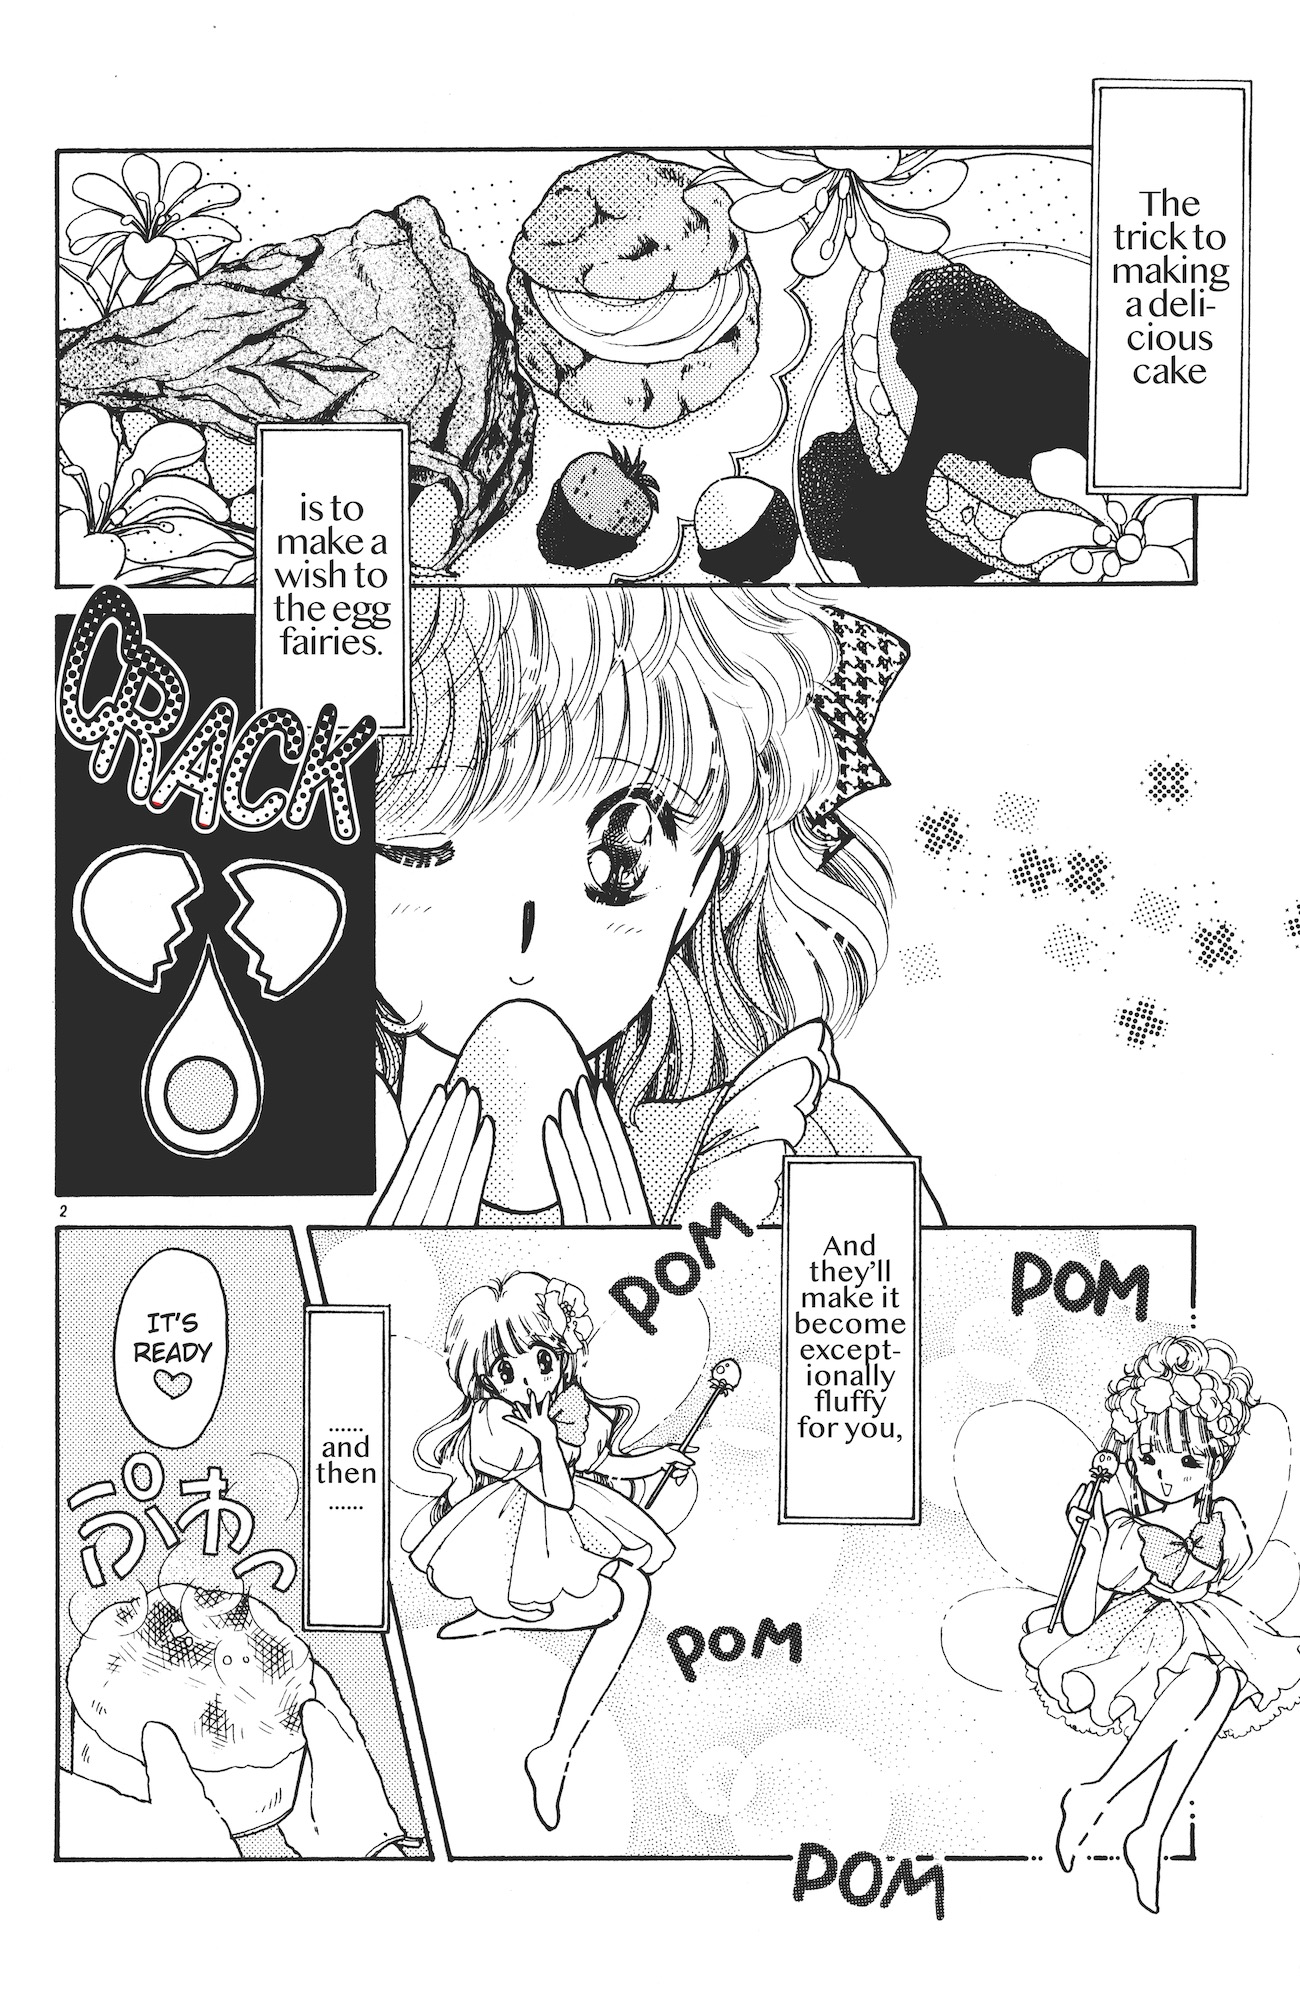 The
trick to
making
a deli-
cious
cake
is to
make a
wish to
the egg
fairies.
CRACK
2
And
they'll
make it
become
except-
ionally
fluffy
for you,
POM
POM
POM
POM
......
and
then
......
IT'S
READY
ぷわっ